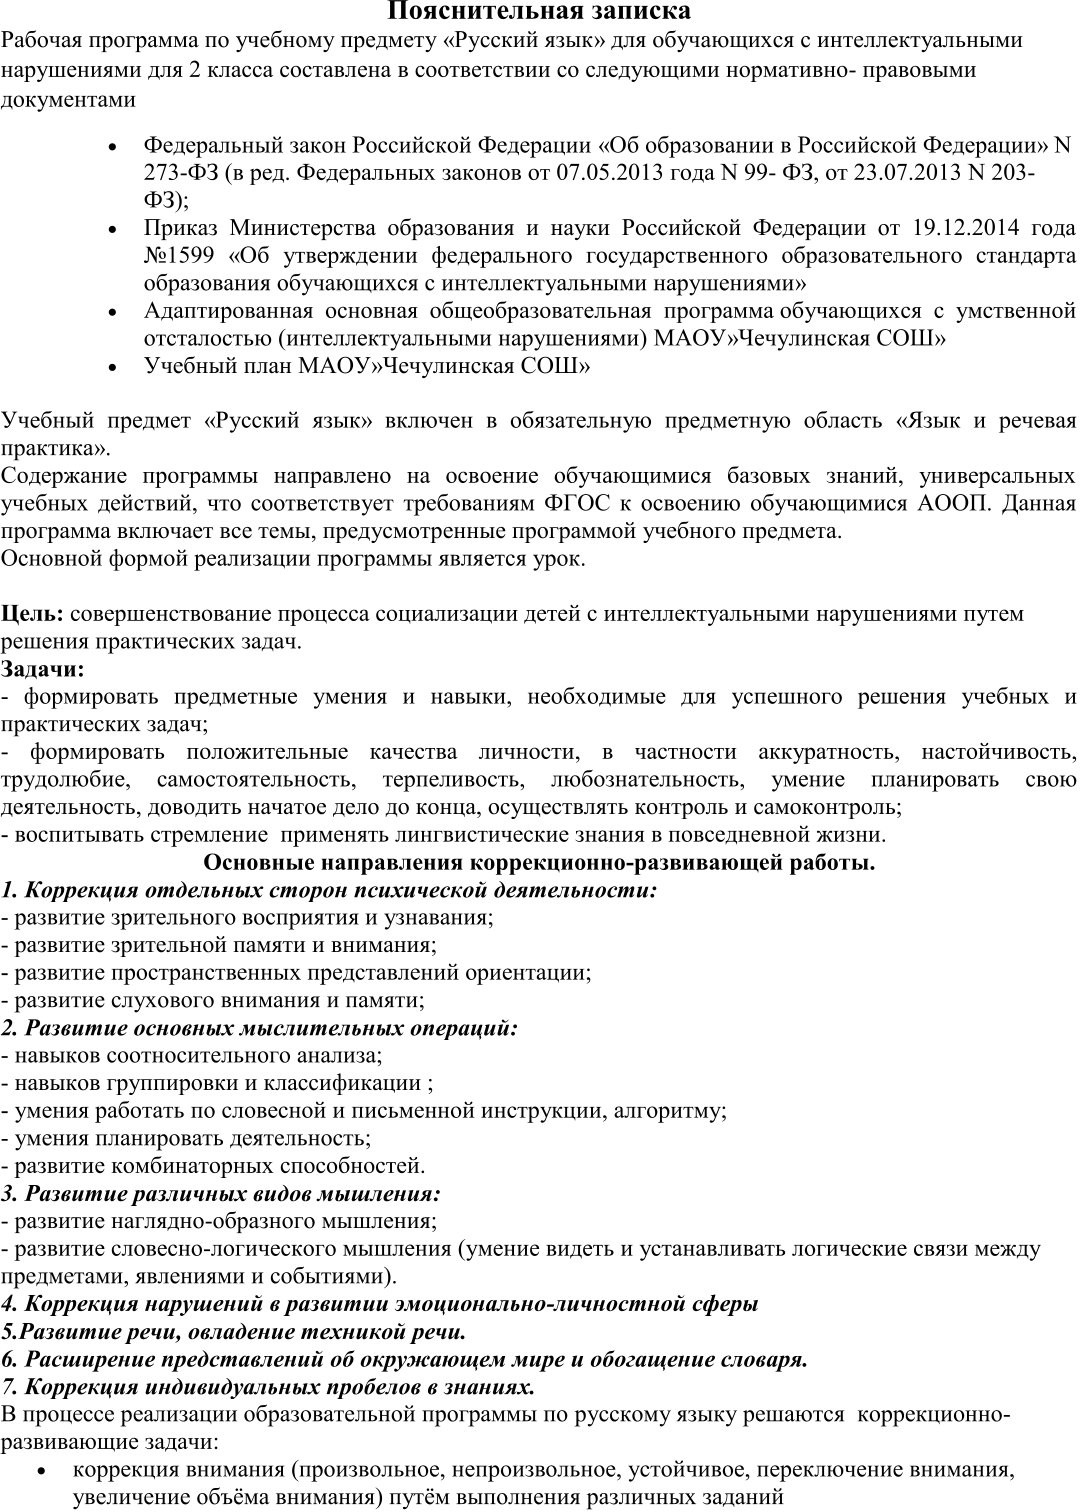 Пояснительная записка
Рабочая программа по учебному предмету «Русский язык» для обучающихся с интеллектуальными
нарушениями для 2 класса составлена в соответствии со следующими нормативно- правовыми
документами
• Федеральный закон Российской Федерации «Об образовании в Российской Федерации» N
273-ФЗ (в ред. Федеральных законов от 07.05.2013 года N 99- ФЗ, от 23.07.2013 N 203-
ФЗ);
• Приказ Министерства образования и науки Российской Федерации от 19.12.2014 года
№1599 «Об утверждении федерального государственного образовательного стандарта
образования обучающихся с интеллектуальными нарушениями»
• Адаптированная основная общеобразовательная программа обучающихся с умственной
отсталостью (интеллектуальными нарушениями) МАОУ»Чечулинская СОШ»
• Учебный план МАОУ»Чечулинская СОШ»
Учебный предмет «Русский язык» включен в обязательную предметную область «Язык и речевая
практика».
Содержание программы направлено на освоение обучающимися базовых знаний, универсальных
учебных действий, что соответствует требованиям ФГОС к освоению обучающимися АООП. Данная
программа включает все темы, предусмотренные программой учебного предмета.
Основной формой реализации программы является урок.
Цель: совершенствование процесса социализации детей с интеллектуальными нарушениями путем
решения практических задач.
Задачи:
- формировать предметные умения и навыки, необходимые для успешного решения учебных и
практических задач;
- формировать положительные качества личности, в частности аккуратность, настойчивость,
трудолюбие, самостоятельность, терпеливость, любознательность, умение планировать свою
деятельность, доводить начатое дело до конца, осуществлять контроль и самоконтроль;
- воспитывать стремление применять лингвистические знания в повседневной жизни.
Основные направления коррекционно-развивающей работы.
1. Коррекция отдельных сторон психической деятельности:
- развитие зрительного восприятия и узнавания;
- развитие зрительной памяти и внимания;
- развитие пространственных представлений ориентации;
- развитие слухового внимания и памяти;
2. Развитие основных мыслительных операций:
- навыков соотносительного анализа;
- навыков группировки и классификации ;
- умения работать по словесной и письменной инструкции, алгоритму;
- умения планировать деятельность;
- развитие комбинаторных способностей.
3. Развитие различных видов мышления:
- развитие наглядно-образного мышления;
- развитие словесно-логического мышления (умение видеть и устанавливать логические связи между
предметами, явлениями и событиями).
4. Коррекция нарушений в развитии эмоционально-личностной сферы
5.Развитие речи, овладение техникой речи.
6. Расширение представлений об окружающем мире и обогащение словаря.
7. Коррекция индивидуальных пробелов в знаниях.
В процессе реализации образовательной программы по русскому языку решаются коррекционно-
развивающие задачи:
• коррекция внимания (произвольное, непроизвольное, устойчивое, переключение внимания,
увеличение объёма внимания) путём выполнения различных заданий